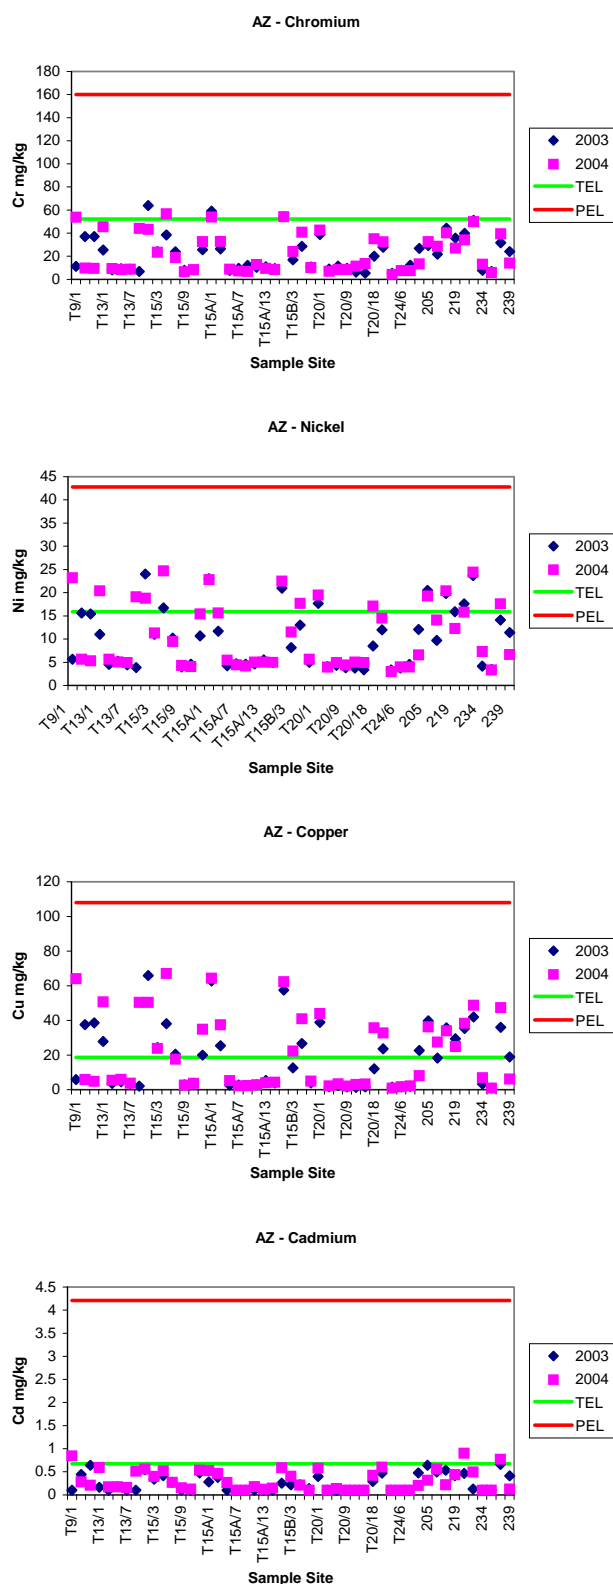 AZ - Chromium
180
160
140
120
100
80
60
40
20
0
Cr mg/kg
T9/1 T13/1 T13/7 T15/3 T15/9 T15A/1 T15A/7 T15A/13 T15B/3 T20/1 T20/9 T20/18 T24/6 205 219 234 239
Sample Site
2003
2004
TEL
PEL
AZ - Nickel
45
40
35
30
25
20
15
10
5
0
Ni mg/kg
T9/1 T13/1 T13/7 T15/3 T15/9 T15A/1 T15A/7 T15A/13 T15B/3 T20/1 T20/9 T20/18 T24/6 205 219 234 239
Sample Site
2003
2004
TEL
PEL
AZ - Copper
120
100
80
60
40
20
0
Cu mg/kg
T9/1 T13/1 T13/7 T15/3 T15/9 T15A/1 T15A/7 T15A/13 T15B/3 T20/1 T20/9 T20/18 T24/6 205 219 234 239
Sample Site
2003
2004
TEL
PEL
AZ - Cadmium
4.5
4
3.5
3
2.5
2
1.5
1
0.5
0
Cd mg/kg
T9/1 T13/1 T13/7 T15/3 T15/9 T15A/1 T15A/7 T15A/13 T15B/3 T20/1 T20/9 T20/18 T24/6 205 219 234 239
Sample Site
2003
2004
TEL
PEL